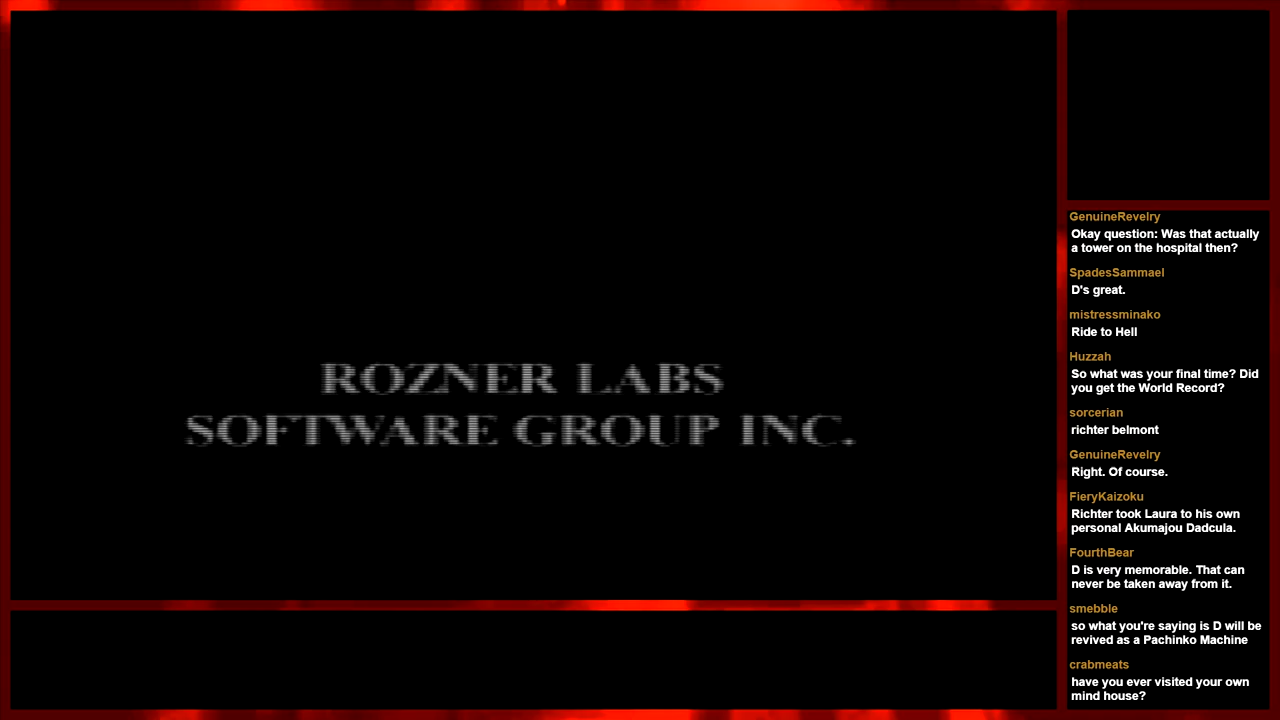 ROZNER LABS
SOFTWARE GROUP INC.
GenuineRevelry
Okay question: Was that actually
a tower on the hospital then?
SpadesSammael
D's great.
mistressminako
Ride to Hell
Huzzah
So what was your final time? Did
you get the World Record?
sorcerian
richter belmont
GenuineRevelry
Right. Of course.
FieryKaizoku
Richter took Laura to his own
personal Akumajou Dadcula.
FourthBear
D is very memorable. That can
never be taken away from it.
smebble
so what you're saying is D will be
revived as a Pachinko Machine
crabmeats
have you ever visited your own
mind house?